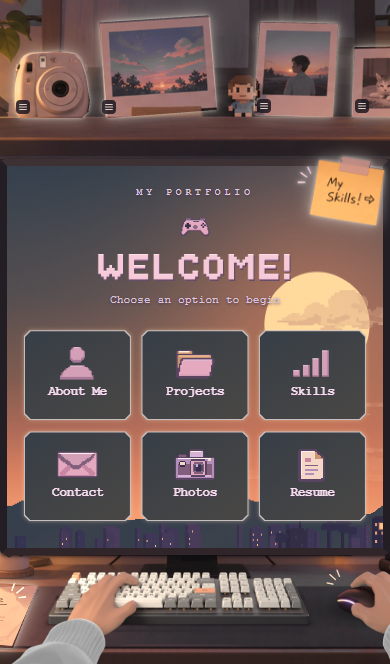 My
Skills!
MY PORTFOLIO
WELCOME!
Choose an option to begin
About Me
Projects
Skills
Contact
Photos
Resume